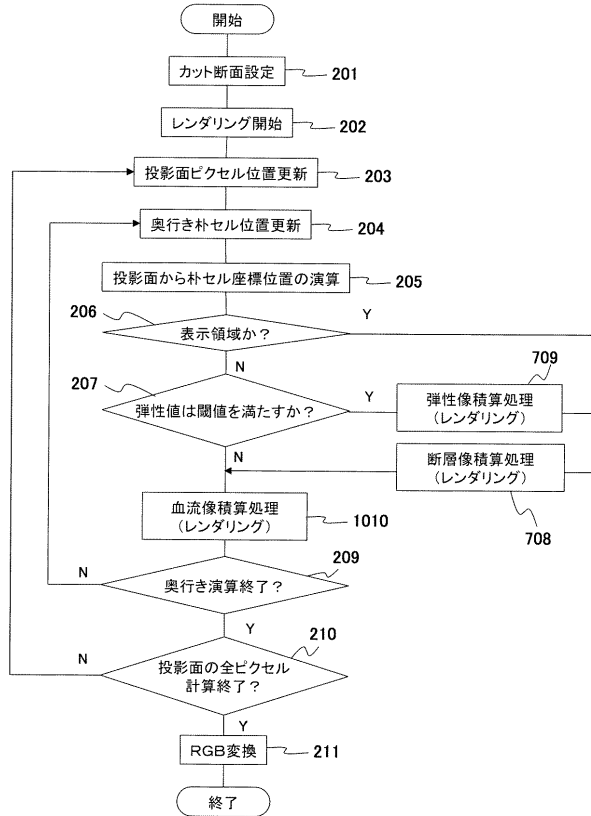 開始
カット断面設定
201
レンダリング開始
202
投影面ピクセル位置更新
203
奥行き朴セル位置更新
204
投影面から朴セル座標位置の演算
205
206
表示領域か？
Y
N
207
弾性値は閾値を満たすか？
Y
709
弾性像積算処理
(レンダリング)
N
断層像積算処理
(レンダリング)
708
血流像積算処理
(レンダリング)
1010
209
奥行き演算終了？
N
Y
210
投影面の全ピクセル
計算終了？
N
Y
RGB変換
211
終了